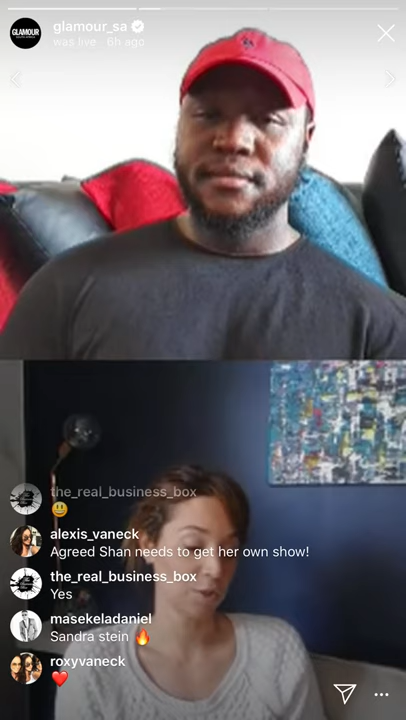 GLAMOUR
glamour_sa
was live · 6h ago
the_real_business_box
😃
alexis_vaneck
Agreed Shan needs to get her own show!
the_real_business_box
Yes
masekeladaniel
Sandra stein 🔥
roxyvaneck
❤️